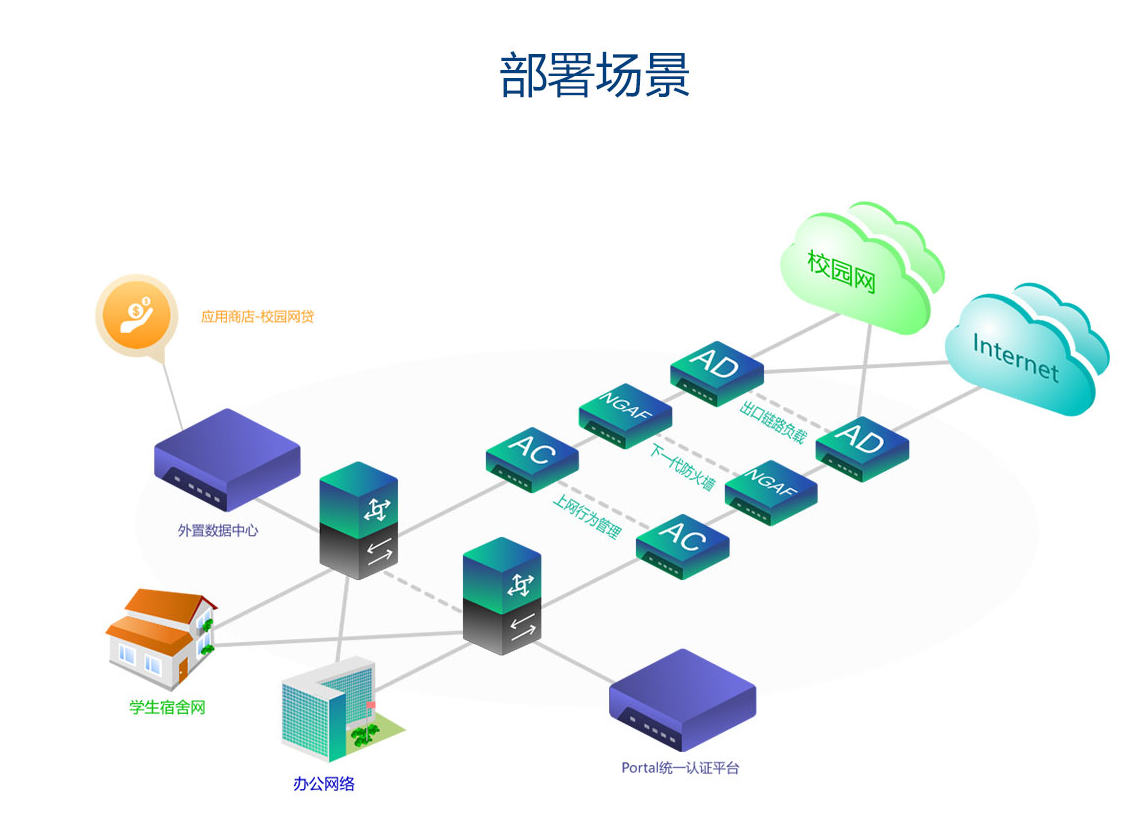 部署场景
校园网
Internet
应用商店-校园网贷
AD
NGAF
出口链路负载
AC
AD
下一代防火墙
NGAF
上网行为管理
外置数据中心
AC
学生宿舍网
Portal统一认证平台
办公网络